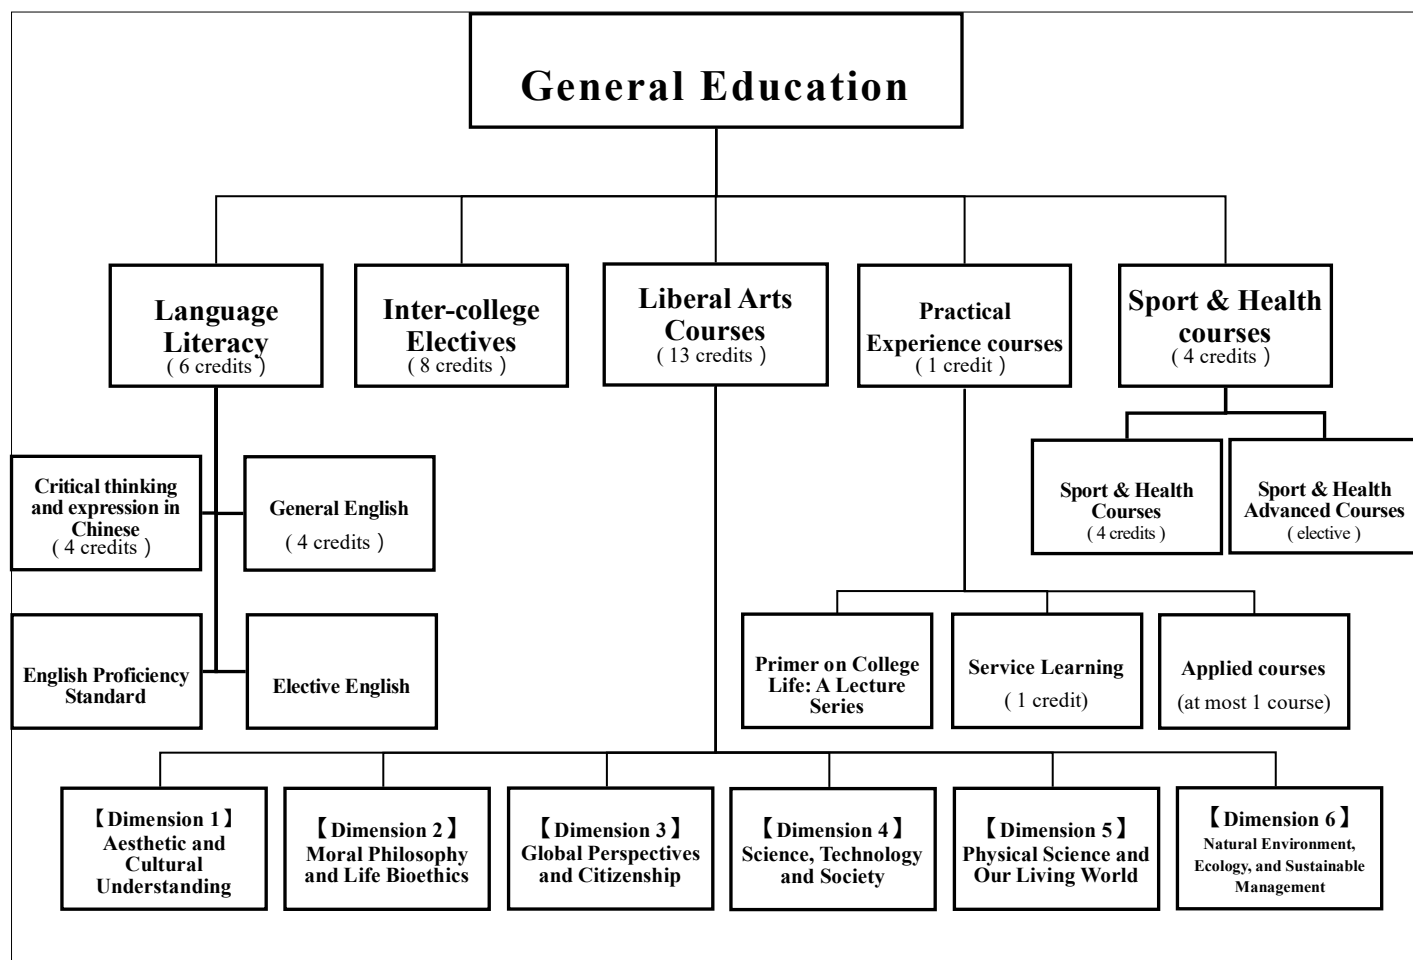 General Education
Language
Literacy
( 6 credits )
Inter-college
Electives
( 8 credits )
Liberal Arts
Courses
( 13 credits )
Practical
Experience courses
( 1 credit )
Sport & Health
courses
( 4 credits )
Critical thinking
and expression in
Chinese
( 4 credits )
General English
( 4 credits )
Sport & Health
Courses
( 4 credits )
Sport & Health
Advanced Courses
( elective )
English Proficiency
Standard
Elective English
Primer on College
Life: A Lecture
Series
Service Learning
( 1 credit)
Applied courses
(at most 1 course)
【Dimension 1】
Aesthetic and
Cultural
Understanding
【Dimension 2】
Moral Philosophy
and Life Bioethics
【Dimension 3】
Global Perspectives
and Citizenship
【Dimension 4】
Science, Technology
and Society
【Dimension 5】
Physical Science and
Our Living World
【Dimension 6】
Natural Environment,
Ecology, and Sustainable
Management